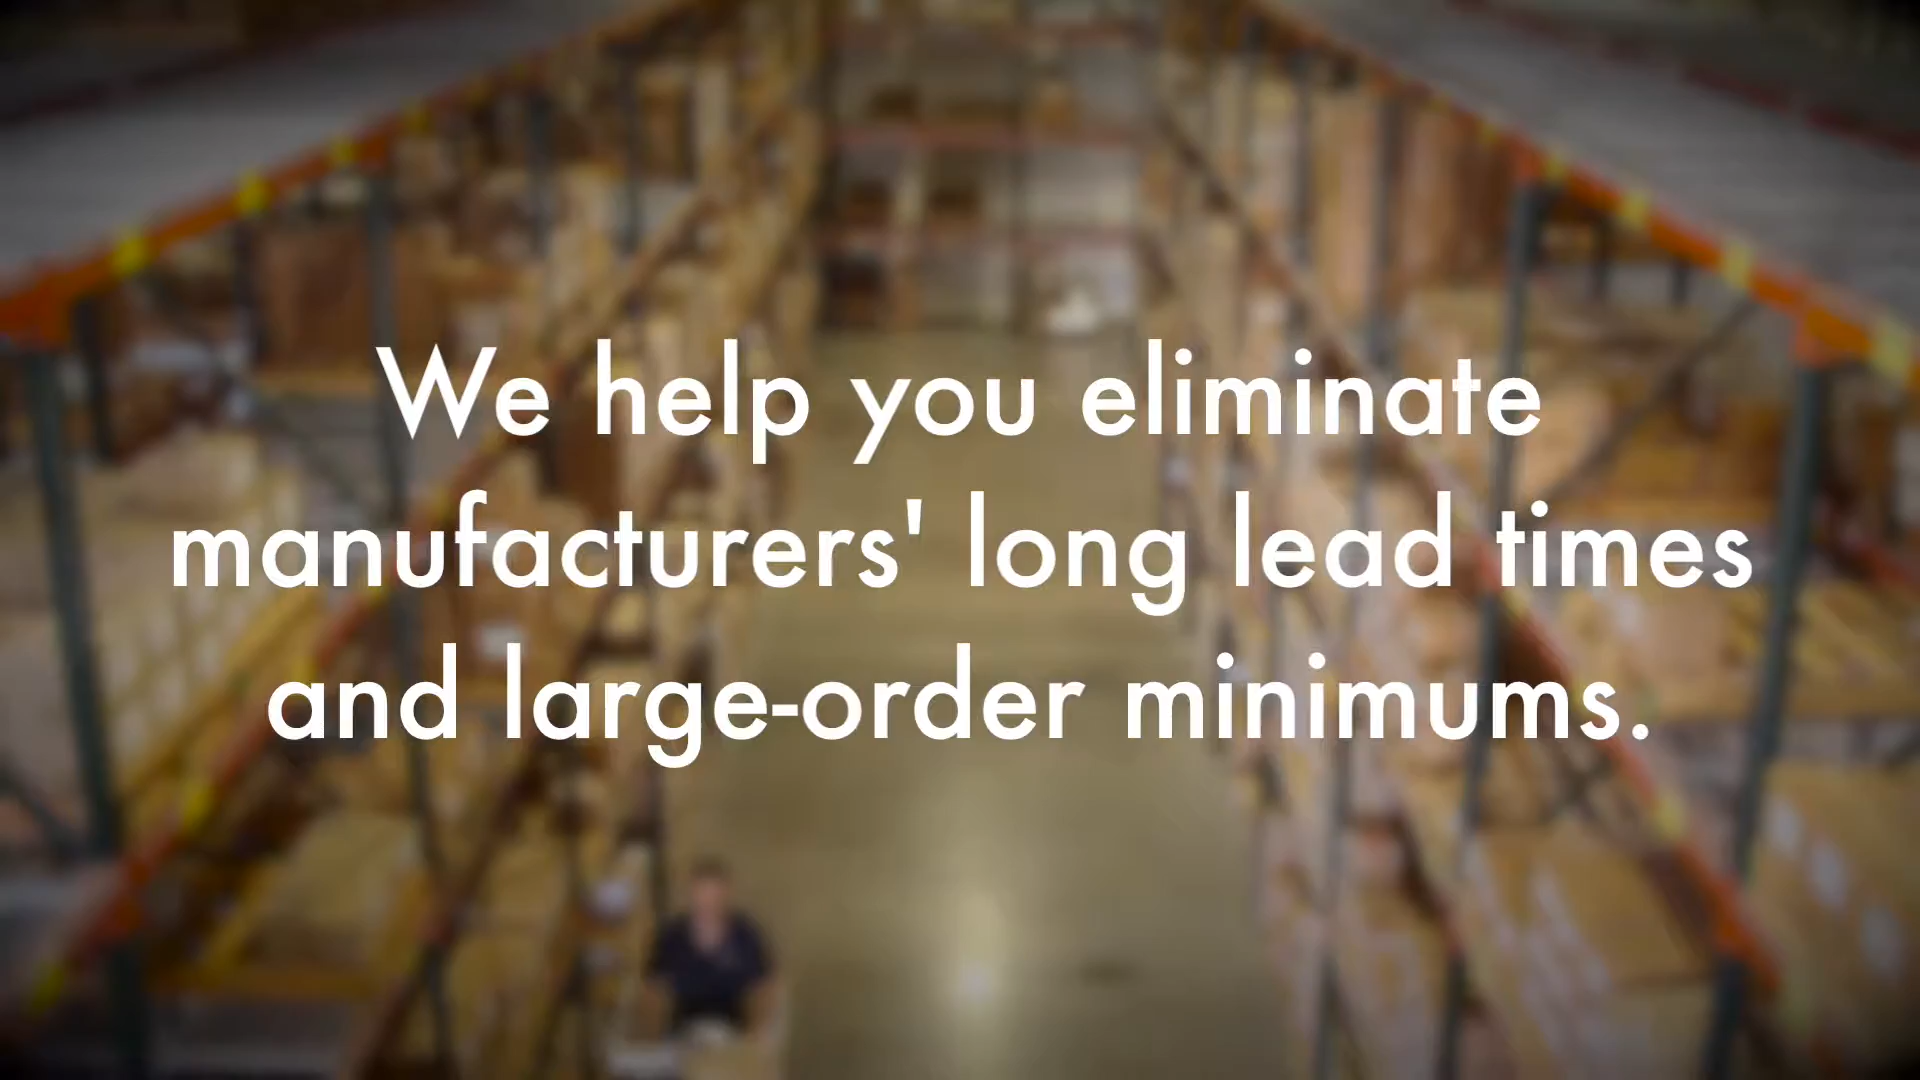 We help you eliminate
manufacturers' long lead times
and large-order minimums.